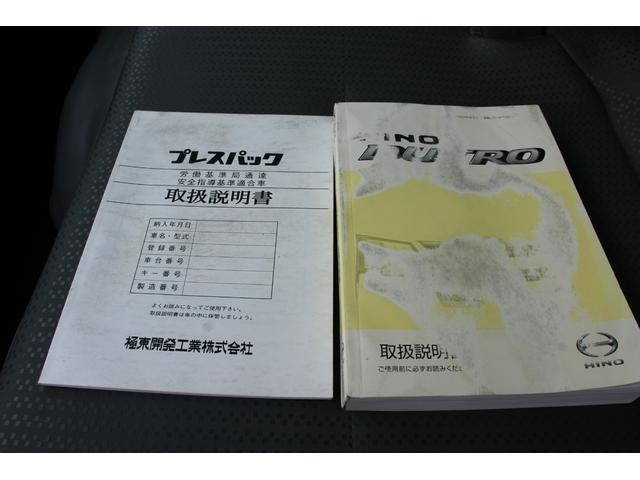 プレスパック
労働基準局通達
安全指導基準適合車
取扱説明書
納入年月日
車名・型式
登録番号
車台番号
キー番号
製造番号
よくお読みになってご使用下さい。
取扱説明書は車の中に保管しましょう。
極東開発工業株式会社
HINO
RO
取扱説明
ご使用前に必ずお読みくだ
HINO